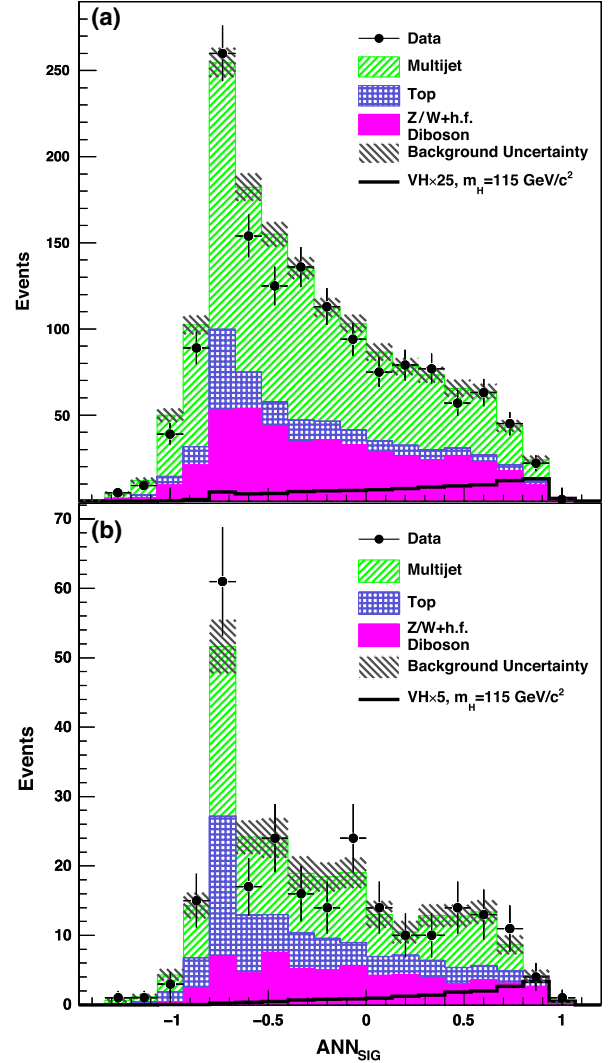 (a)
Data
Multijet
Top
Z/W+h.f.
Diboson
Background Uncertainty
VH×25, m_H=115 GeV/c²
Events
250
200
150
100
50
(b)
Data
Multijet
Top
Z/W+h.f.
Diboson
Background Uncertainty
VH×5, m_H=115 GeV/c²
Events
70
60
50
40
30
20
10
0
−1 −0.5 0 0.5 1
ANN_SIG